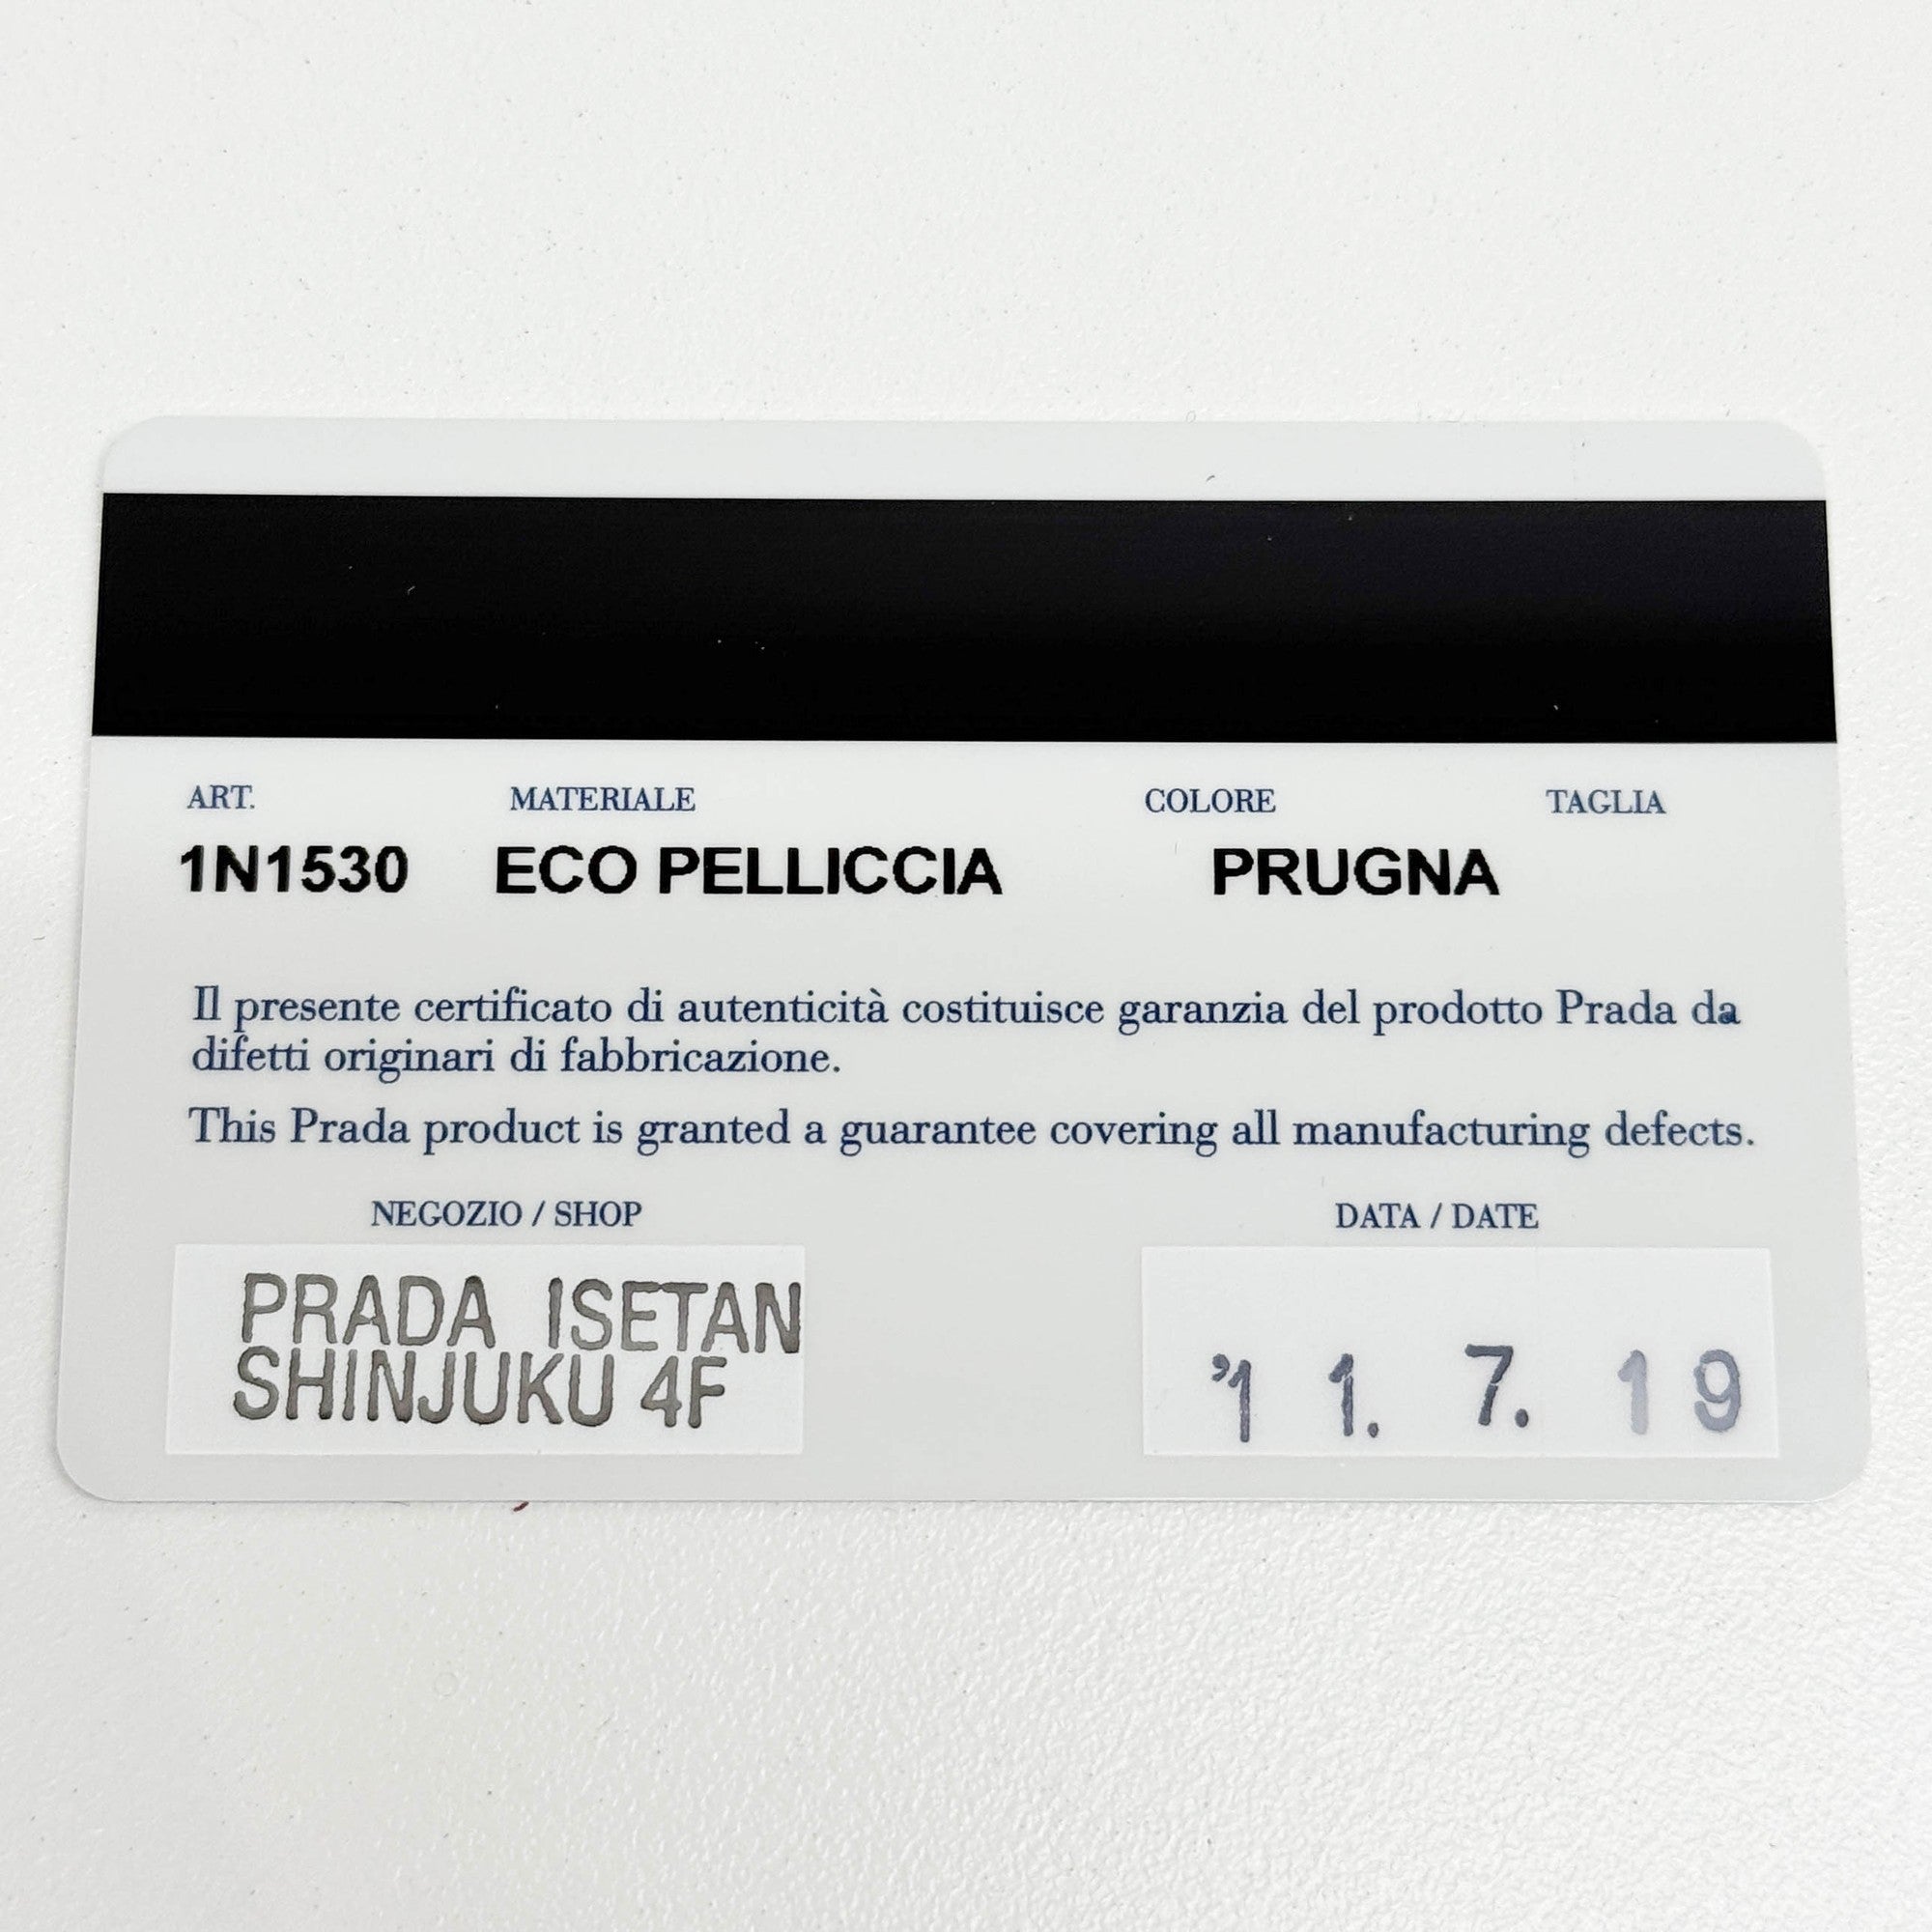 ART. MATERIALE COLORE TAGLIA
1N1530 ECO PELLICCIA PRUGNA
Il presente certificato di autenticità costituisce garanzia del prodotto Prada da
difetti originari di fabbricazione.
This Prada product is granted a guarantee covering all manufacturing defects.
NEGOZIO / SHOP DATA / DATE
PRADA ISETAN
SHINJUKU 4F
'11. 7. 19